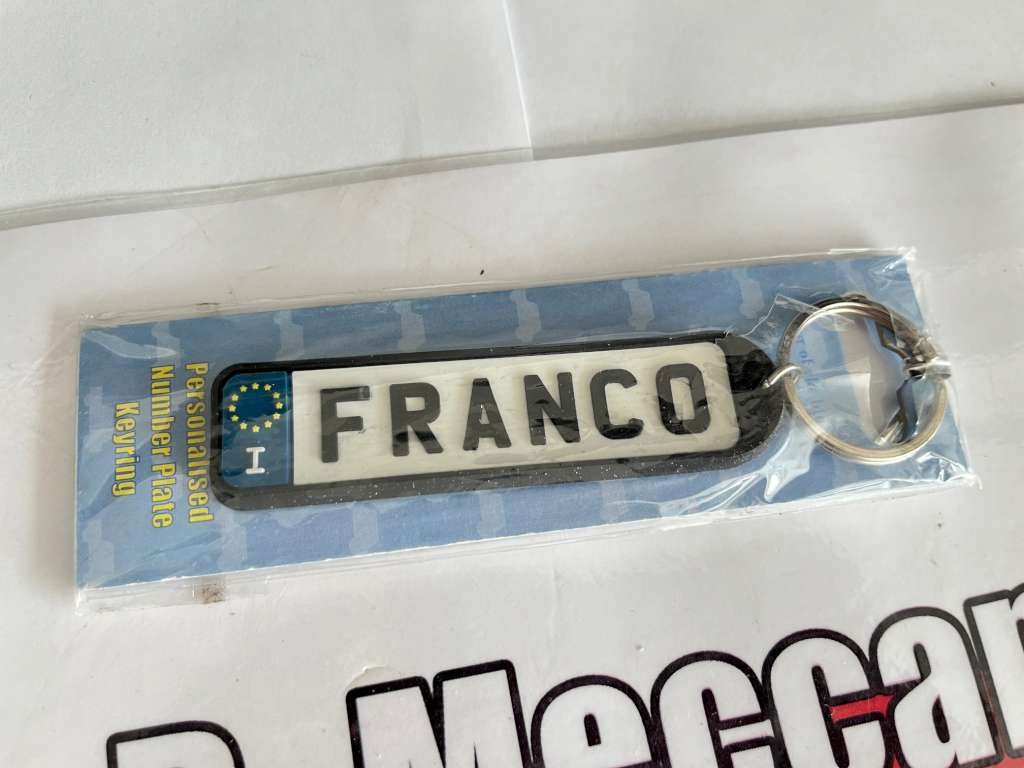 Personalised
Number Plate
Keyring
I
FRANCO